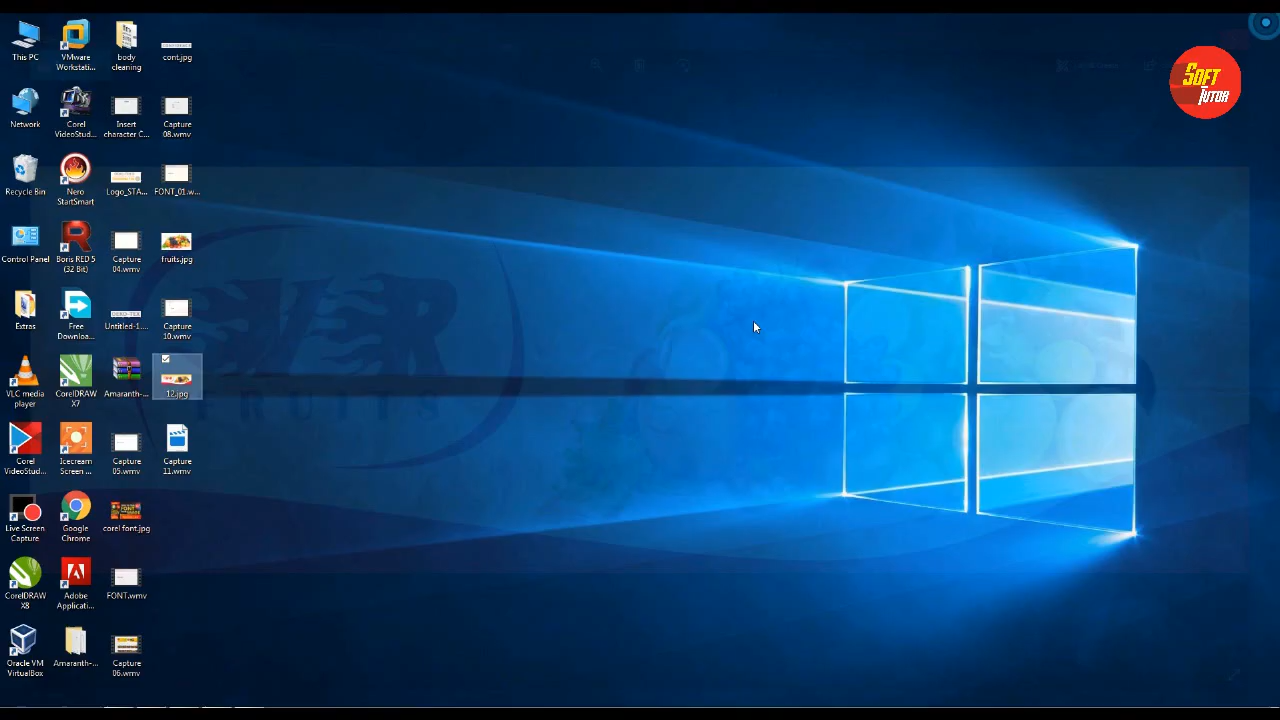 This PC
VMware
Workstati...
body
cleaning
cont.jpg
Network
Corel
VideoStud...
Insert
character C...
Capture
08.wmv
Recycle Bin
Nero
StartSmart
Logo_STA...
FONT_01.w...
Control Panel
Boris RED 5
(32 Bit)
Capture
04.wmv
fruits.jpg
Extras
Free
Downloa...
Untitled-1....
Capture
10.wmv
VLC media
player
CorelDRAW
X7
Amaranth-...
12.jpg
Corel
VideoStud...
Icecream
Screen ...
Capture
05.wmv
Capture
11.wmv
Live Screen
Capture
Google
Chrome
corel font.jpg
CorelDRAW
X8
Adobe
Applicati...
FONT.wmv
Oracle VM
VirtualBox
Amaranth-...
Capture
06.wmv
SOFT
TUTOR
FRUITS